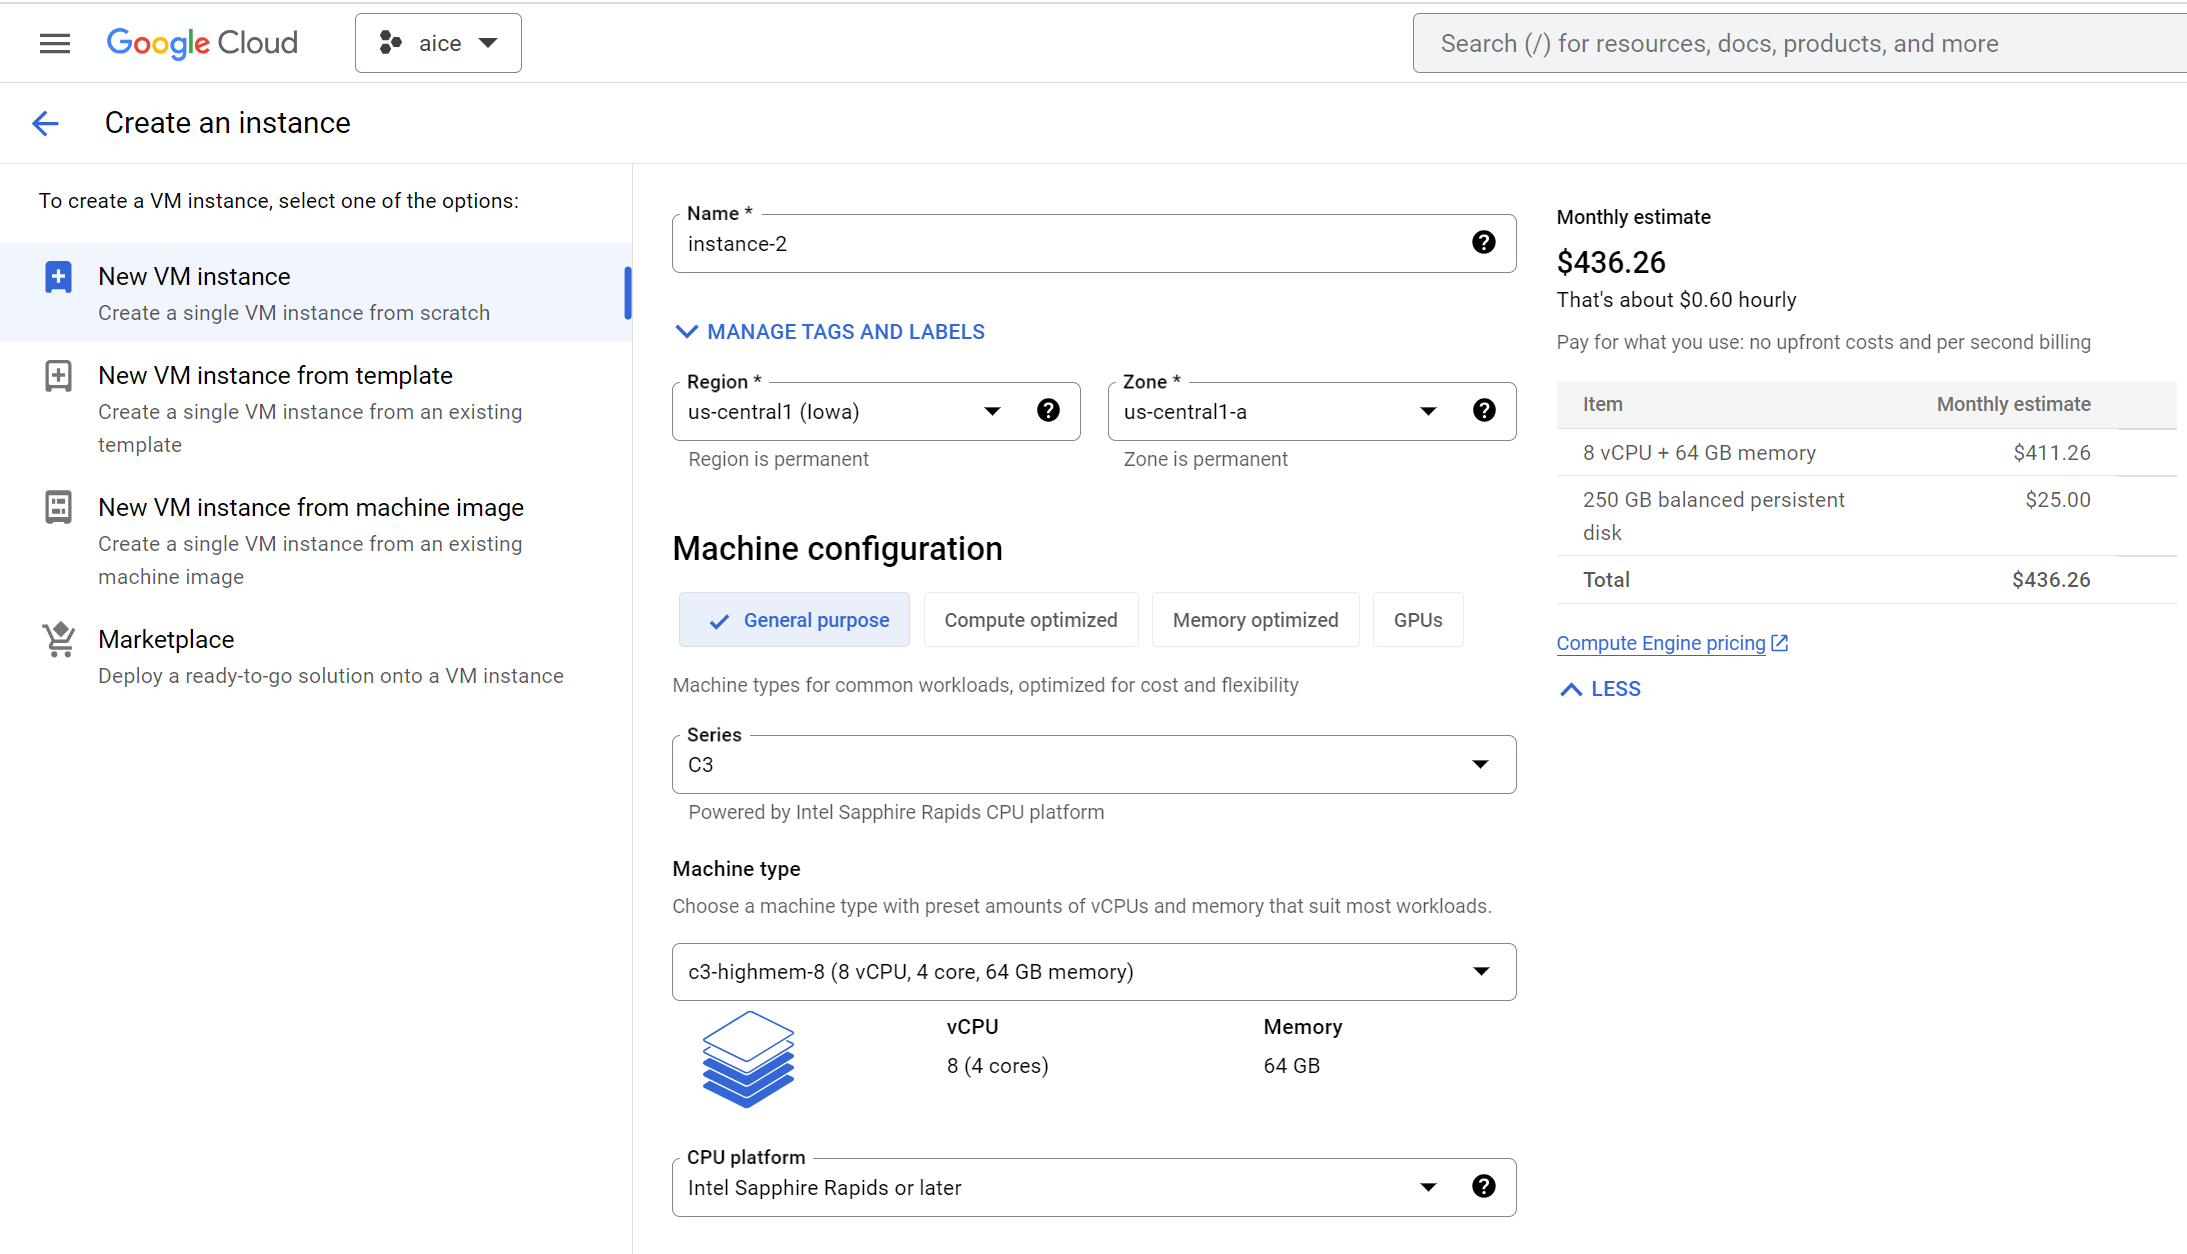 Google Cloud
aice
Search (/) for resources, docs, products, and more
Create an instance
To create a VM instance, select one of the options:
New VM instance
Create a single VM instance from scratch
New VM instance from template
Create a single VM instance from an existing
template
New VM instance from machine image
Create a single VM instance from an existing
machine image
Marketplace
Deploy a ready-to-go solution onto a VM instance
Name *
instance-2
MANAGE TAGS AND LABELS
Region *
us-central1 (Iowa)
Region is permanent
Zone *
us-central1-a
Zone is permanent
Machine configuration
General purpose
Compute optimized
Memory optimized
GPUs
Machine types for common workloads, optimized for cost and flexibility
Series
C3
Powered by Intel Sapphire Rapids CPU platform
Machine type
Choose a machine type with preset amounts of vCPUs and memory that suit most workloads.
c3-highmem-8 (8 vCPU, 4 core, 64 GB memory)
vCPU
8 (4 cores)
Memory
64 GB
CPU platform
Intel Sapphire Rapids or later
Monthly estimate
$436.26
That's about $0.60 hourly
Pay for what you use: no upfront costs and per second billing
Item Monthly estimate
8 vCPU + 64 GB memory $411.26
250 GB balanced persistent $25.00
disk
Total $436.26
Compute Engine pricing
LESS